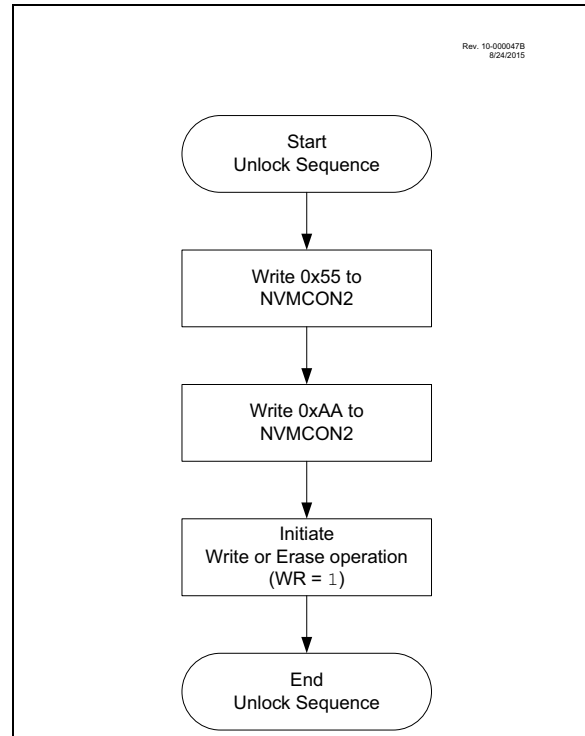 Rev. 10-000047B
8/24/2015
Start
Unlock Sequence
Write 0x55 to
NVMCON2
Write 0xAA to
NVMCON2
Initiate
Write or Erase operation
(WR = 1)
End
Unlock Sequence